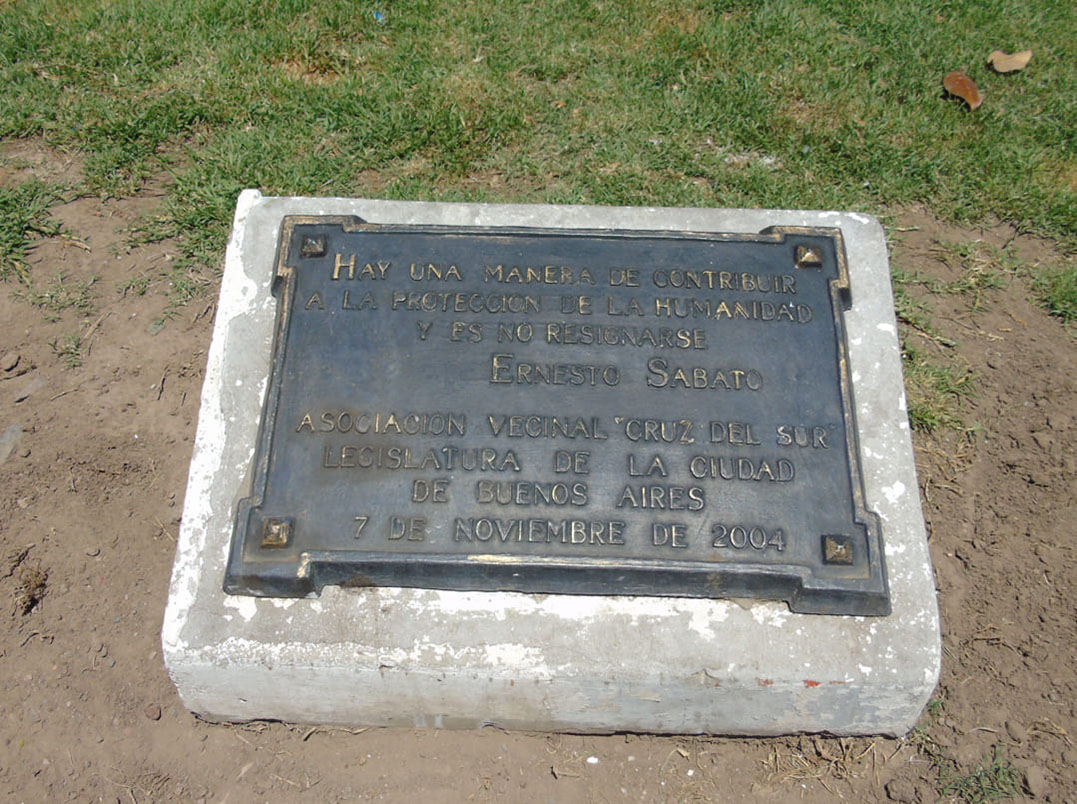 HAY UNA MANERA DE CONTRIBUIR
A LA PROTECCION DE LA HUMANIDAD
Y ES NO RESIGNARSE
ERNESTO SABATO
ASOCIACION VECINAL "CRUZ DEL SUR"
LEGISLATURA DE LA CIUDAD
DE BUENOS AIRES
7 DE NOVIEMBRE DE 2004